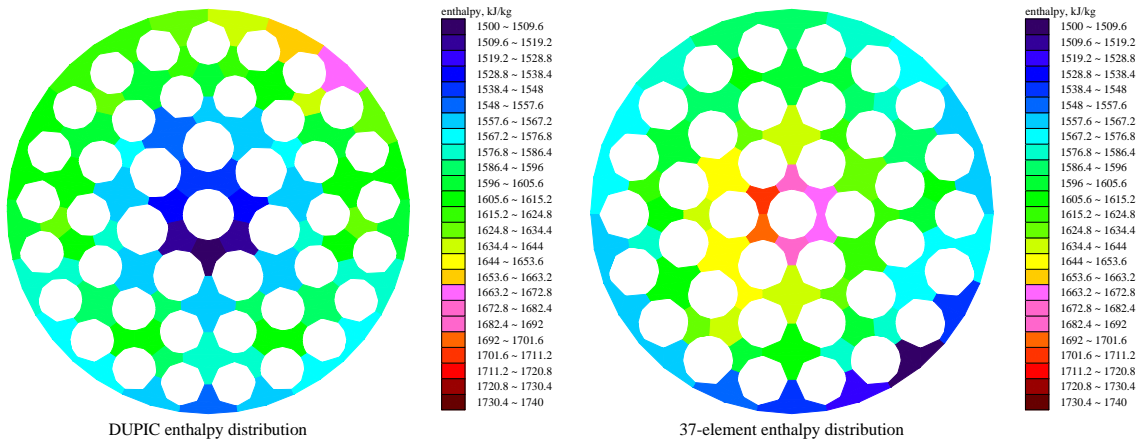 enthalpy, kJ/kg
1500 ~ 1509.6
1509.6 ~ 1519.2
1519.2 ~ 1528.8
1528.8 ~ 1538.4
1538.4 ~ 1548
1548 ~ 1557.6
1557.6 ~ 1567.2
1567.2 ~ 1576.8
1576.8 ~ 1586.4
1586.4 ~ 1596
1596 ~ 1605.6
1605.6 ~ 1615.2
1615.2 ~ 1624.8
1624.8 ~ 1634.4
1634.4 ~ 1644
1644 ~ 1653.6
1653.6 ~ 1663.2
1663.2 ~ 1672.8
1672.8 ~ 1682.4
1682.4 ~ 1692
1692 ~ 1701.6
1701.6 ~ 1711.2
1711.2 ~ 1720.8
1720.8 ~ 1730.4
1730.4 ~ 1740
DUPIC enthalpy distribution
enthalpy, kJ/kg
1500 ~ 1509.6
1509.6 ~ 1519.2
1519.2 ~ 1528.8
1528.8 ~ 1538.4
1538.4 ~ 1548
1548 ~ 1557.6
1557.6 ~ 1567.2
1567.2 ~ 1576.8
1576.8 ~ 1586.4
1586.4 ~ 1596
1596 ~ 1605.6
1605.6 ~ 1615.2
1615.2 ~ 1624.8
1624.8 ~ 1634.4
1634.4 ~ 1644
1644 ~ 1653.6
1653.6 ~ 1663.2
1663.2 ~ 1672.8
1672.8 ~ 1682.4
1682.4 ~ 1692
1692 ~ 1701.6
1701.6 ~ 1711.2
1711.2 ~ 1720.8
1720.8 ~ 1730.4
1730.4 ~ 1740
37-element enthalpy distribution